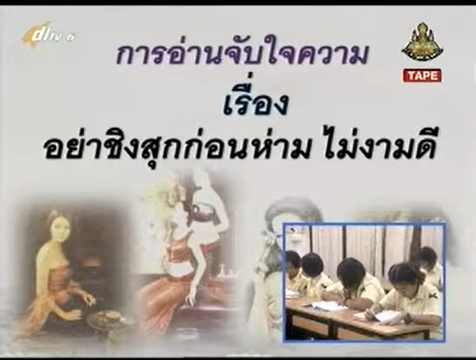 dltv 6
TAPE
การอ่านจับใจความ
เรื่อง
อย่าชิงสุกก่อนห่าม ไม่งามดี